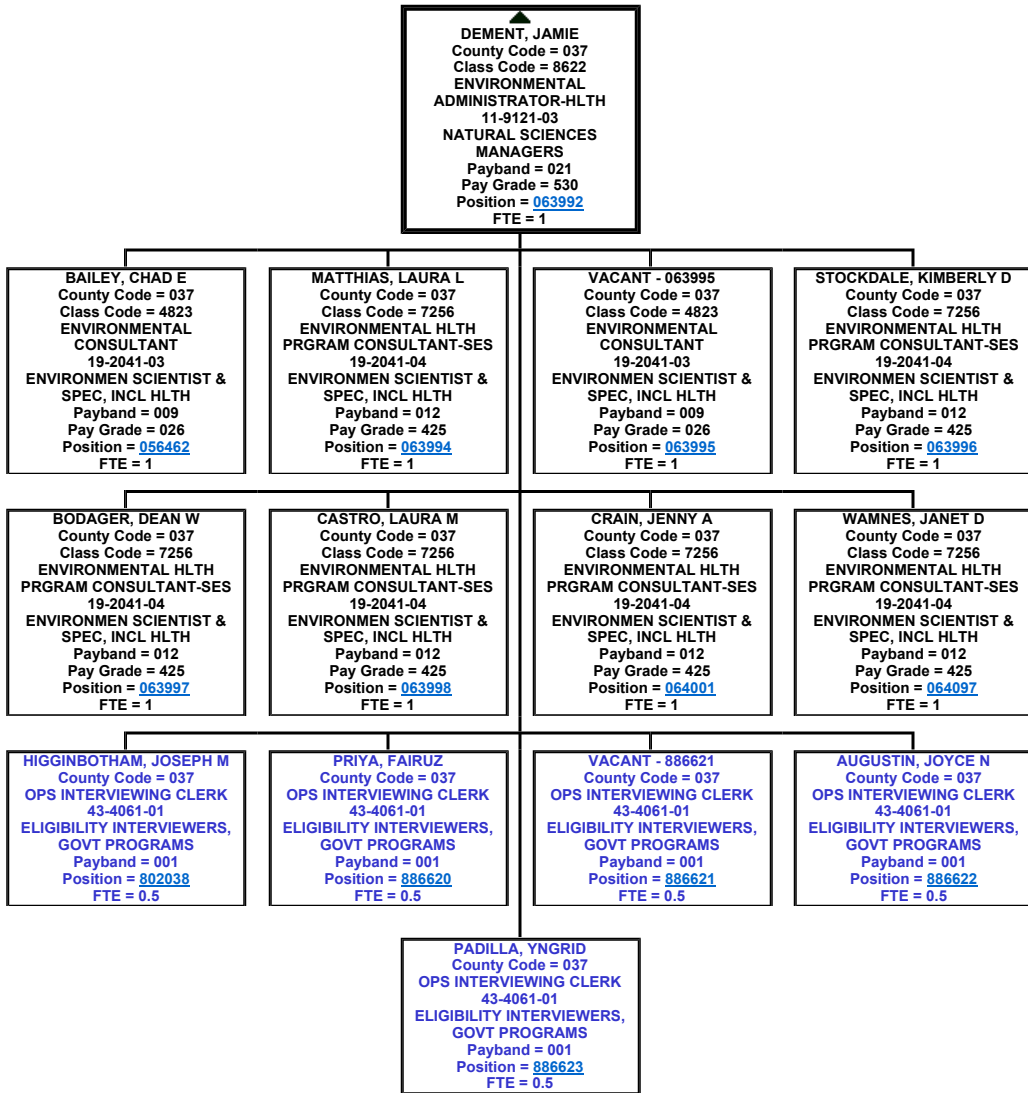 DEMENT, JAMIE
County Code = 037
Class Code = 8622
ENVIRONMENTAL
ADMINISTRATOR-HLTH
11-9121-03
NATURAL SCIENCES
MANAGERS
Payband = 021
Pay Grade = 530
Position = 063992
FTE = 1
BAILEY, CHAD E
County Code = 037
Class Code = 4823
ENVIRONMENTAL
CONSULTANT
19-2041-03
ENVIRONMEN SCIENTIST &
SPEC, INCL HLTH
Payband = 009
Pay Grade = 026
Position = 056462
FTE = 1
MATTHIAS, LAURA L
County Code = 037
Class Code = 7256
ENVIRONMENTAL HLTH
PRGRAM CONSULTANT-SES
19-2041-04
ENVIRONMEN SCIENTIST &
SPEC, INCL HLTH
Payband = 012
Pay Grade = 425
Position = 063994
FTE = 1
VACANT - 063995
County Code = 037
Class Code = 4823
ENVIRONMENTAL
CONSULTANT
19-2041-03
ENVIRONMEN SCIENTIST &
SPEC, INCL HLTH
Payband = 009
Pay Grade = 026
Position = 063995
FTE = 1
STOCKDALE, KIMBERLY D
County Code = 037
Class Code = 7256
ENVIRONMENTAL HLTH
PRGRAM CONSULTANT-SES
19-2041-04
ENVIRONMEN SCIENTIST &
SPEC, INCL HLTH
Payband = 012
Pay Grade = 425
Position = 063996
FTE = 1
BODAGER, DEAN W
County Code = 037
Class Code = 7256
ENVIRONMENTAL HLTH
PRGRAM CONSULTANT-SES
19-2041-04
ENVIRONMEN SCIENTIST &
SPEC, INCL HLTH
Payband = 012
Pay Grade = 425
Position = 063997
FTE = 1
CASTRO, LAURA M
County Code = 037
Class Code = 7256
ENVIRONMENTAL HLTH
PRGRAM CONSULTANT-SES
19-2041-04
ENVIRONMEN SCIENTIST &
SPEC, INCL HLTH
Payband = 012
Pay Grade = 425
Position = 063998
FTE = 1
CRAIN, JENNY A
County Code = 037
Class Code = 7256
ENVIRONMENTAL HLTH
PRGRAM CONSULTANT-SES
19-2041-04
ENVIRONMEN SCIENTIST &
SPEC, INCL HLTH
Payband = 012
Pay Grade = 425
Position = 064001
FTE = 1
WAMNES, JANET D
County Code = 037
Class Code = 7256
ENVIRONMENTAL HLTH
PRGRAM CONSULTANT-SES
19-2041-04
ENVIRONMEN SCIENTIST &
SPEC, INCL HLTH
Payband = 012
Pay Grade = 425
Position = 064097
FTE = 1
HIGGINBOTHAM, JOSEPH M
County Code = 037
OPS INTERVIEWING CLERK
43-4061-01
ELIGIBILITY INTERVIEWERS,
GOVT PROGRAMS
Payband = 001
Position = 802038
FTE = 0.5
PRIYA, FAIRUZ
County Code = 037
OPS INTERVIEWING CLERK
43-4061-01
ELIGIBILITY INTERVIEWERS,
GOVT PROGRAMS
Payband = 001
Position = 886620
FTE = 0.5
VACANT - 886621
County Code = 037
OPS INTERVIEWING CLERK
43-4061-01
ELIGIBILITY INTERVIEWERS,
GOVT PROGRAMS
Payband = 001
Position = 886621
FTE = 0.5
AUGUSTIN, JOYCE N
County Code = 037
OPS INTERVIEWING CLERK
43-4061-01
ELIGIBILITY INTERVIEWERS,
GOVT PROGRAMS
Payband = 001
Position = 886622
FTE = 0.5
PADILLA, YNGRID
County Code = 037
OPS INTERVIEWING CLERK
43-4061-01
ELIGIBILITY INTERVIEWERS,
GOVT PROGRAMS
Payband = 001
Position = 886623
FTE = 0.5